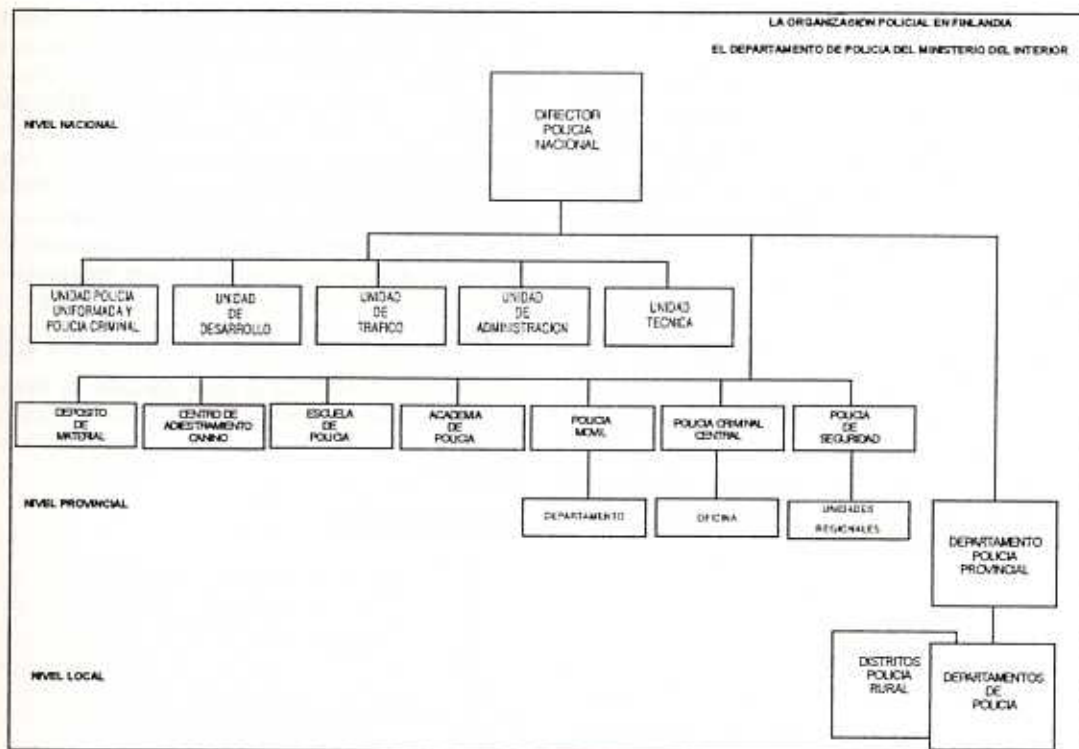 LA ORGANIZACION POLICIAL EN FINLANDIA
EL DEPARTAMENTO DE POLICIA DEL MINISTERIO DEL INTERIOR
NIVEL NACIONAL
DIRECTOR
POLICIA
NACIONAL
UNIDAD POLICIA
UNIFORMADA Y
POLICIA CRIMINAL
UNIDAD
DE
DESARROLLO
UNIDAD
DE
TRAFICO
UNIDAD
DE
ADMINISTRACION
UNIDAD
TECNICA
DEPOSITO
DE
MATERIAL
CENTRO DE
ADIESTRAMIENTO
CANINO
ESCUELA
DE
POLICIA
ACADEMIA
DE
POLICIA
POLICIA
MOVIL
POLICIA CRIMINAL
CENTRAL
POLICIA
DE
SEGURIDAD
NIVEL PROVINCIAL
DEPARTAMENTO
OFICINA
UNIDADES
REGIONALES
DEPARTAMENTO
POLICIA
PROVINCIAL
NIVEL LOCAL
DISTRITOS
POLICIA
RURAL
DEPARTAMENTOS
DE
POLICIA